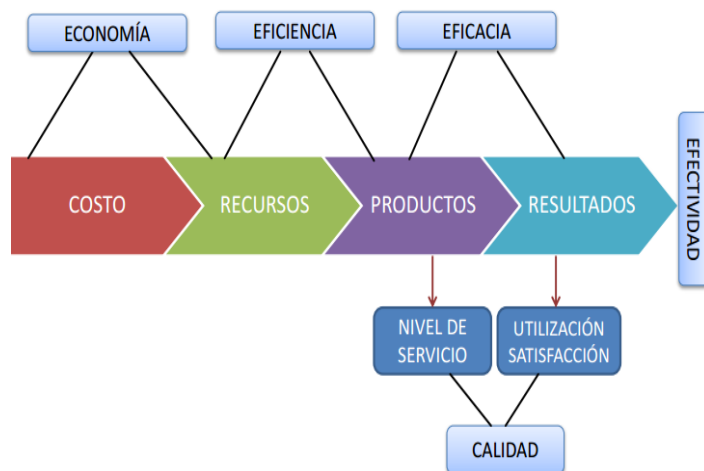 ECONOMÍA
EFICIENCIA
EFICACIA
COSTO
RECURSOS
PRODUCTOS
RESULTADOS
EFECTIVIDAD
NIVEL DE
SERVICIO
UTILIZACIÓN
SATISFACCIÓN
CALIDAD